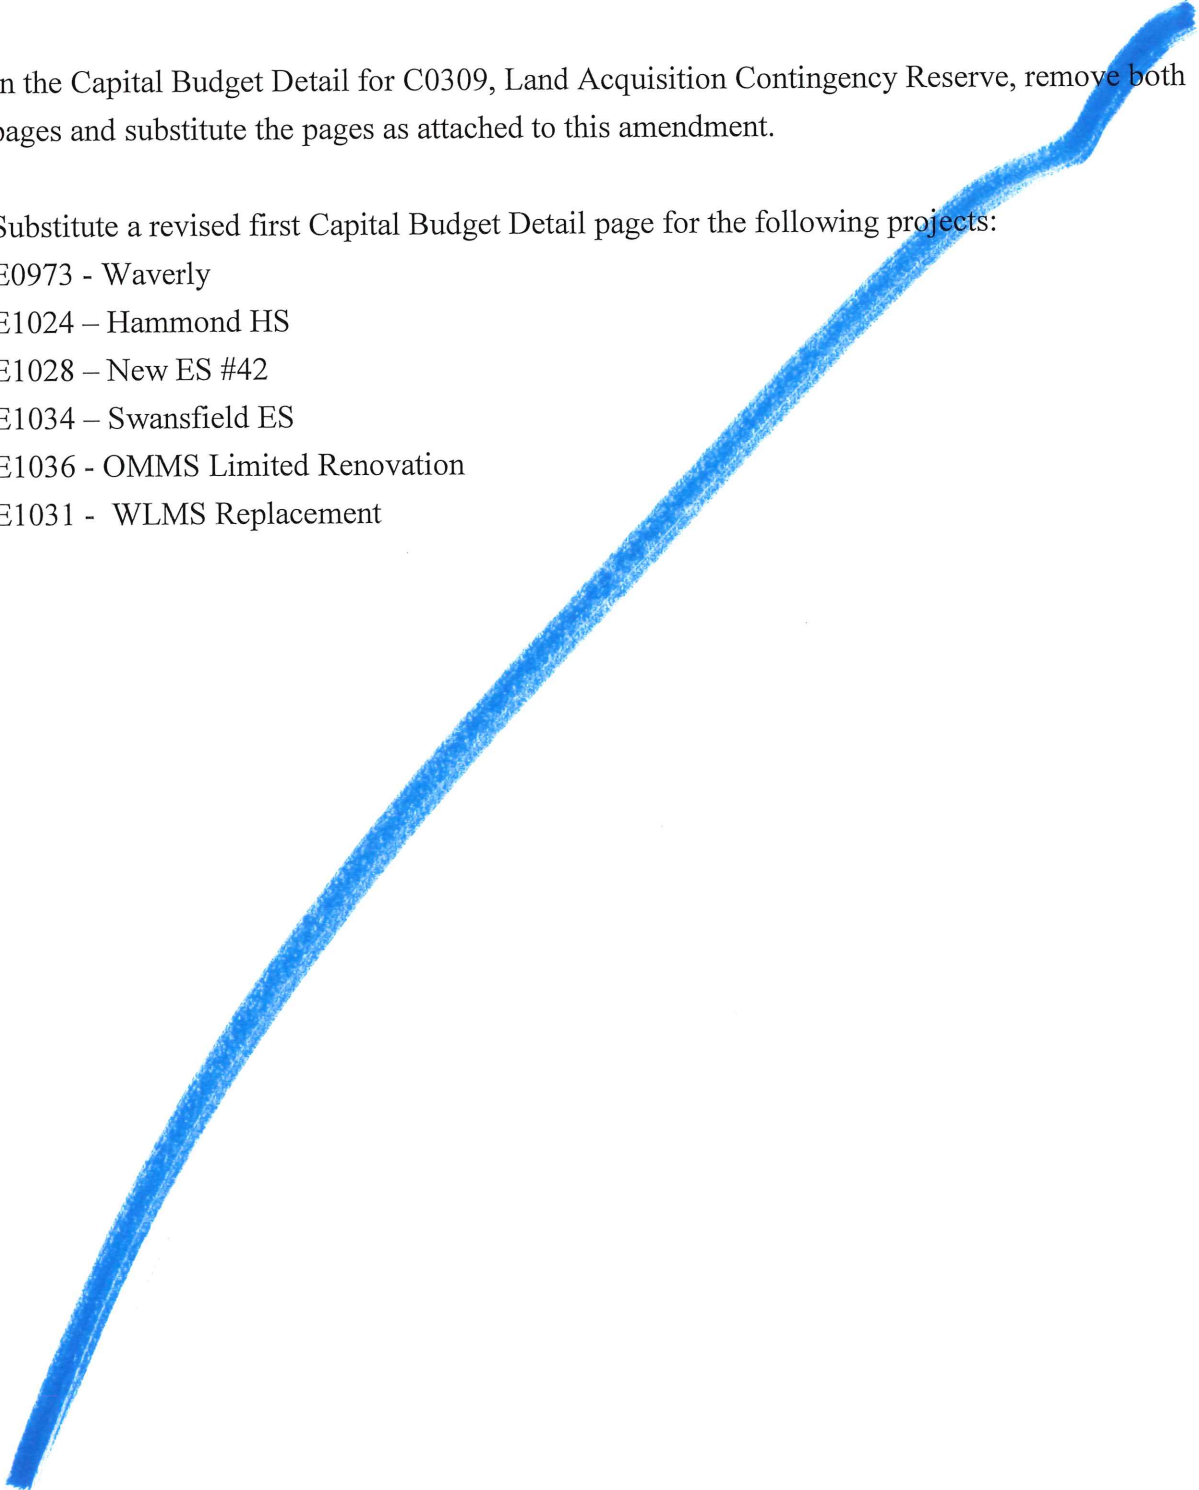 n the Capital Budget Detail for C0309, Land Acquisition Contingency Reserve, remove both
pages and substitute the pages as attached to this amendment.
Substitute a revised first Capital Budget Detail page for the following projects:
E0973 - Waverly
E1024 – Hammond HS
E1028 – New ES #42
E1034 – Swansfield ES
E1036 - OMMS Limited Renovation
E1031 - WLMS Replacement